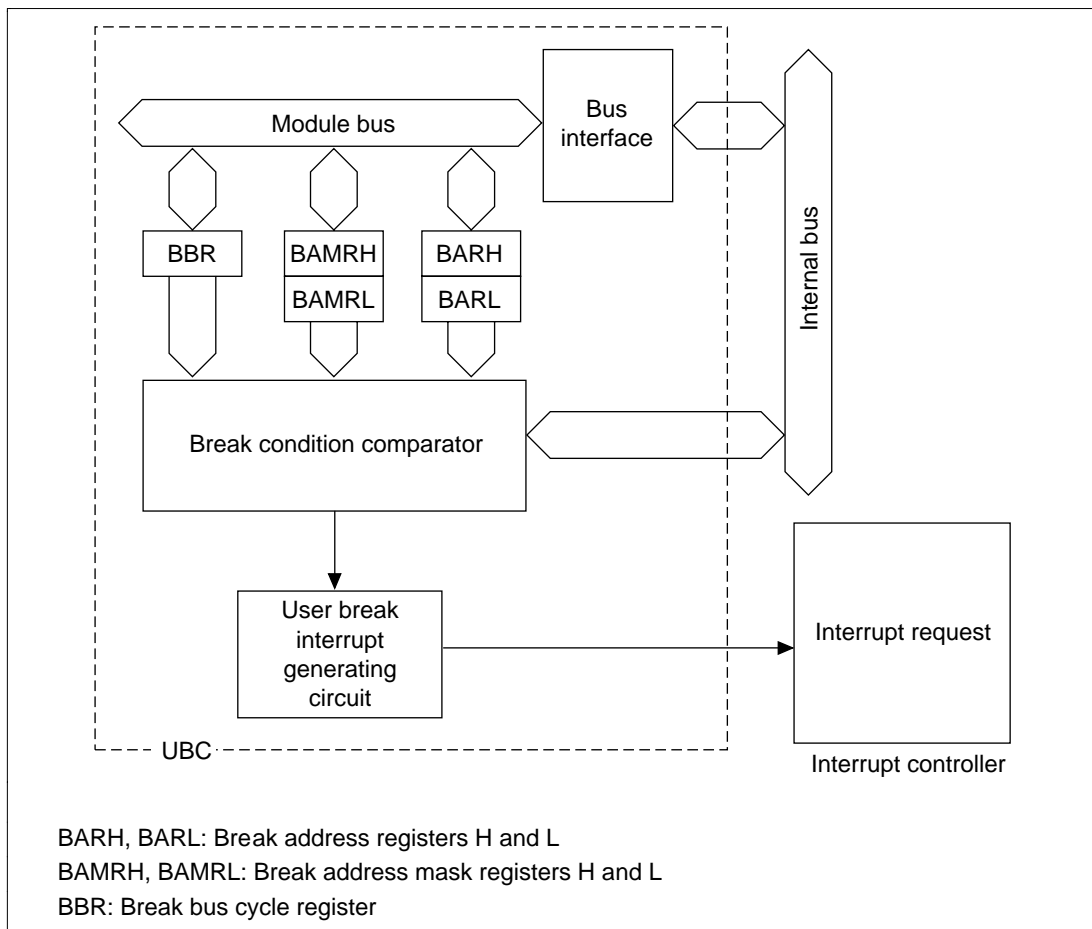 Bus
interface
Module bus
Internal bus
BBR
BAMRH
BARH
BAMRL
BARL
Break condition comparator
User break
interrupt
generating
circuit
Interrupt request
UBC
Interrupt controller
BARH, BARL: Break address registers H and L
BAMRH, BAMRL: Break address mask registers H and L
BBR: Break bus cycle register